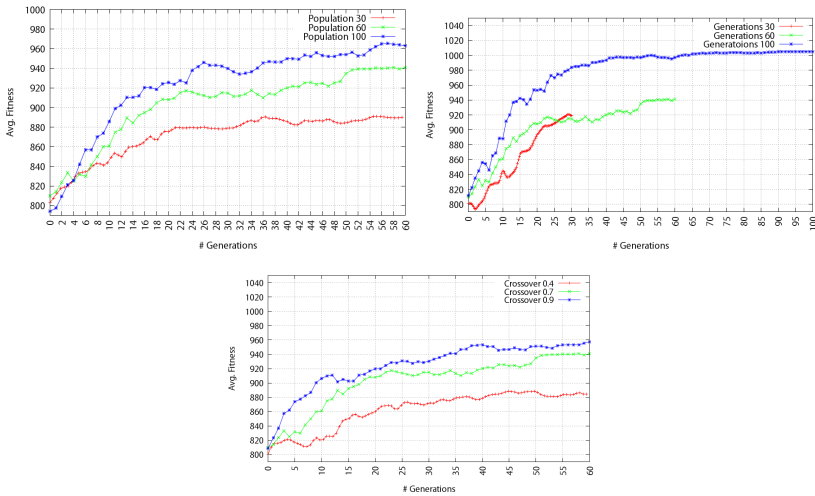 1000
980
960
940
920
900
880
860
840
820
800
Avg. Fitness
Population 30
Population 60
Population 100
0 2 4 6 8 10 12 14 16 18 20 22 24 26 28 30 32 34 36 38 40 42 44 46 48 50 52 54 56 58 60
# Generations
1040
1020
1000
980
960
940
920
900
880
860
840
820
800
Avg. Fitness
Generations 30
Generations 60
Generatoions 100
0 5 10 15 20 25 30 35 40 45 50 55 60 65 70 75 80 85 90 95 100
# Generations
1040
1020
1000
980
960
940
920
900
880
860
840
820
800
Avg. Fitness
Crossover 0.4
Crossover 0.7
Crossover 0.9
0 5 10 15 20 25 30 35 40 45 50 55 60
# Generations